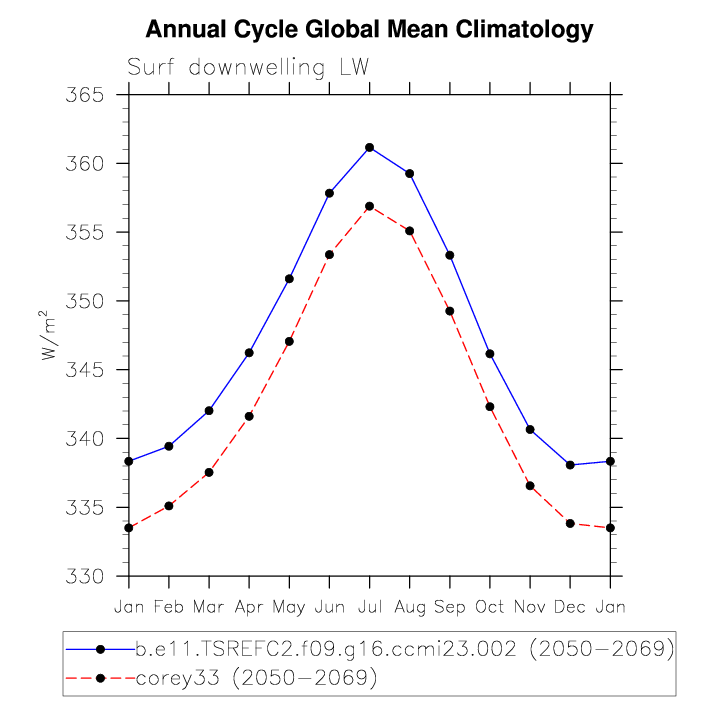 Annual Cycle Global Mean Climatology
Surf downwelling LW
365
360
355
350
345
340
335
330
W/m²
Jan Feb Mar Apr May Jun Jul Aug Sep Oct Nov Dec Jan
b.e11.TSREFC2.f09.g16.ccmi23.002 (2050−2069)
corey33 (2050−2069)